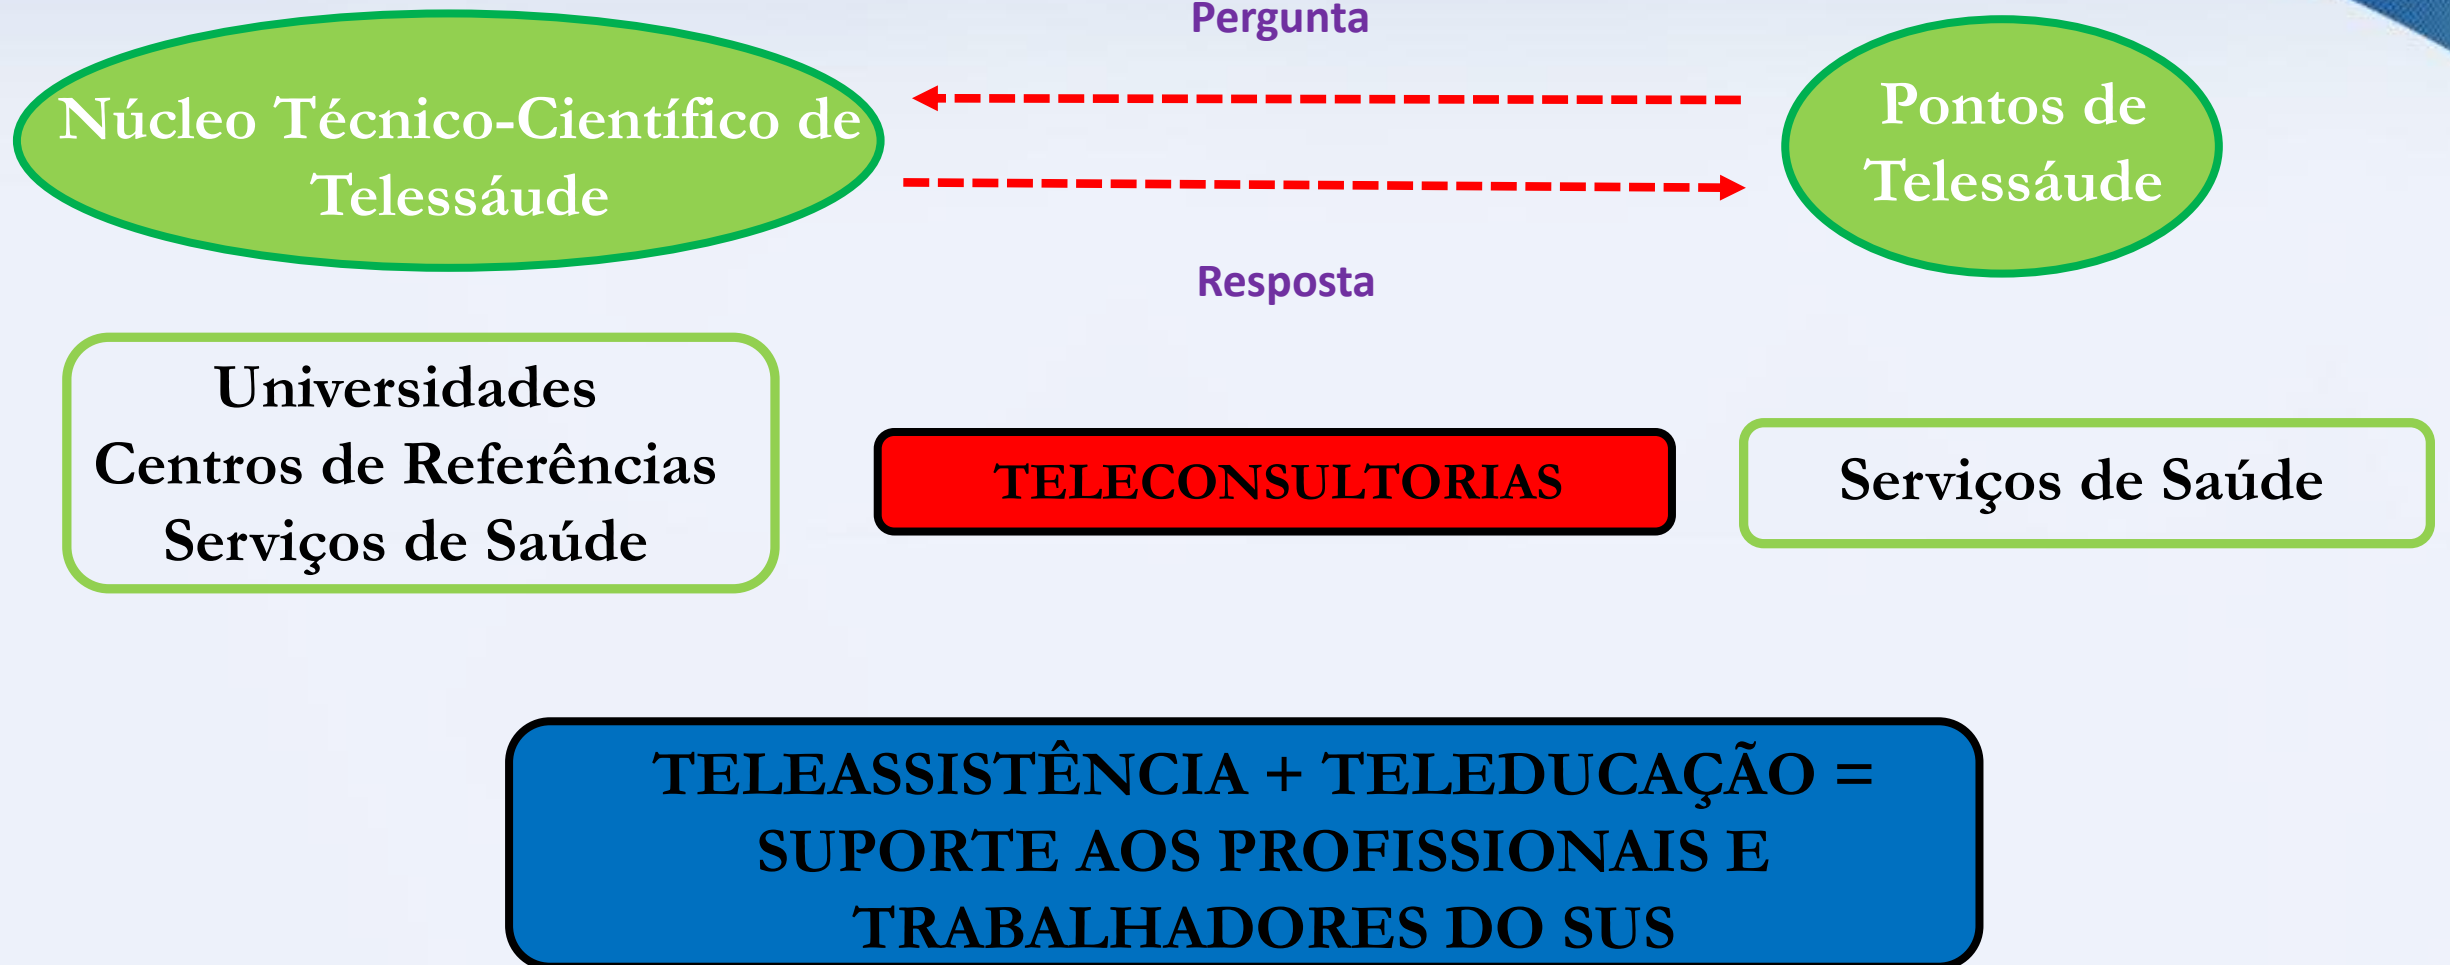 Pergunta
Núcleo Técnico-Científico de
Telessáude
Pontos de
Telessáude
Resposta
Universidades
Centros de Referências
Serviços de Saúde
TELECONSULTORIAS
Serviços de Saúde
TELEASSISTÊNCIA + TELEDUCAÇÃO =
SUPORTE AOS PROFISSIONAIS E
TRABALHADORES DO SUS